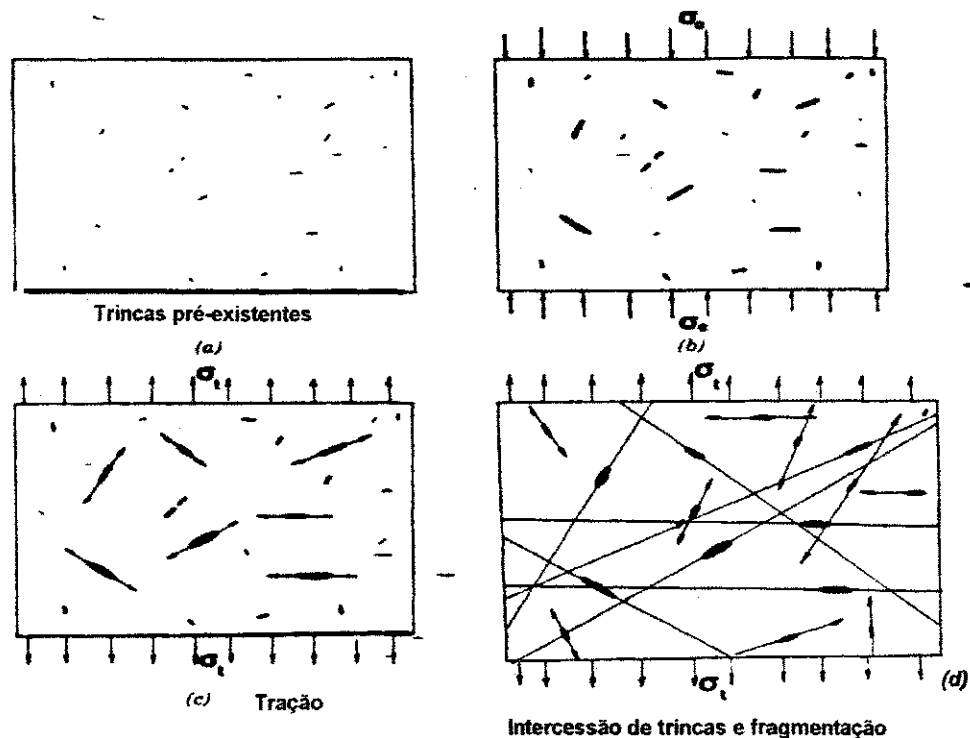 σc
Trincas pré-existentes
(a)
σc
(b)
σt
σt
(c) Tração
σt
σt
(d)
Intercessão de trincas e fragmentação